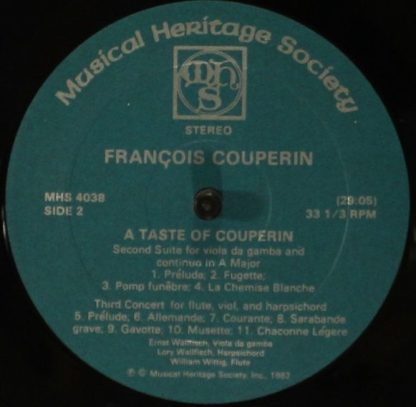 Musical Heritage Society
mhs
STEREO
FRANÇOIS COUPERIN
MHS 4038
SIDE 2
(29:05)
33 1/3 RPM
A TASTE OF COUPERIN
Second Suite for viola da gamba and
continuo in A Major
1. Prélude; 2. Fugette;
3. Pomp funèbre; 4. La Chemise Blanche
Third Concert for flute, viol, and harpsichord
5. Prélude; 6. Allemande; 7. Courante; 8. Sarabande
grave; 9. Gavotte; 10. Musette; 11. Chaconne Légere
Ernst Wallfisch, Viola da gamba
Lory Wallfisch, Harpsichord
William Wittig, Flute
℗ © Musical Heritage Society, Inc., 1983